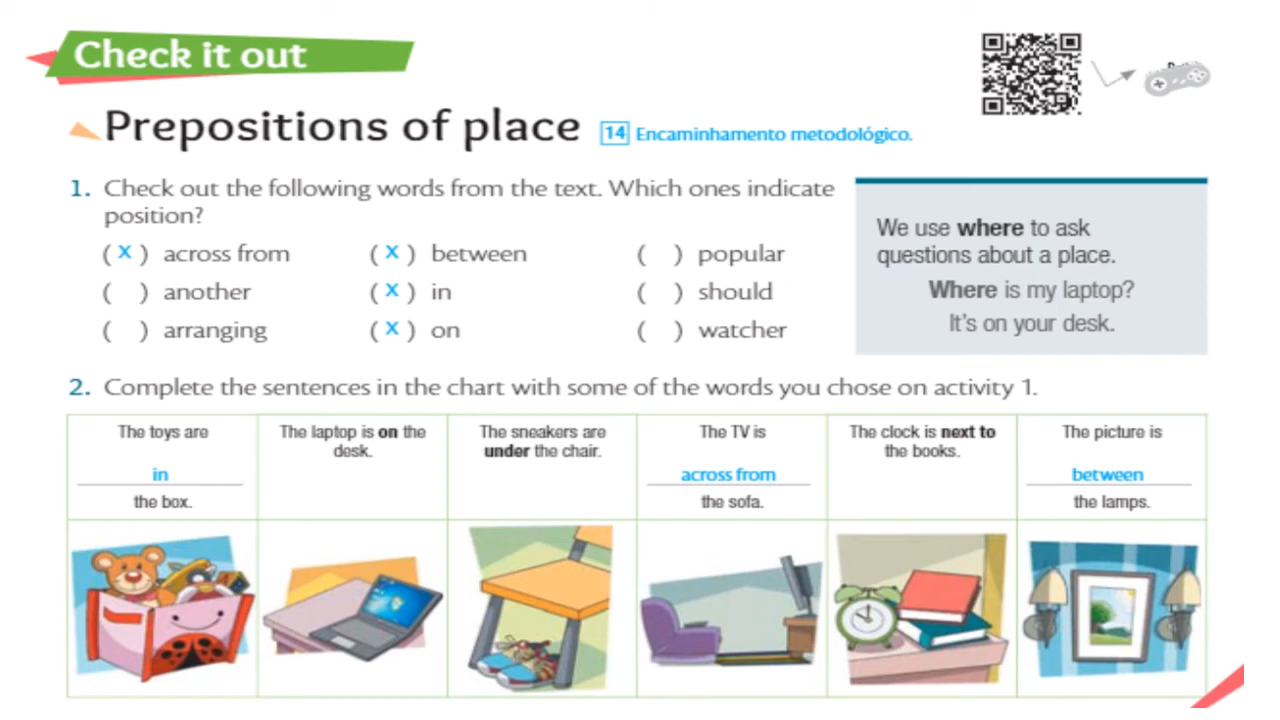 Check it out
Prepositions of place 14 Encaminhamento metodológico.
1. Check out the following words from the text. Which ones indicate
position?
( x ) across from ( x ) between ( ) popular
( ) another ( x ) in ( ) should
( ) arranging ( x ) on ( ) watcher
We use where to ask
questions about a place.
Where is my laptop?
It's on your desk.
2. Complete the sentences in the chart with some of the words you chose on activity 1.
The toys are
in
the box.
The laptop is on the
desk.
The sneakers are
under the chair.
The TV is
across from
the sofa.
The clock is next to
the books.
The picture is
between
the lamps.